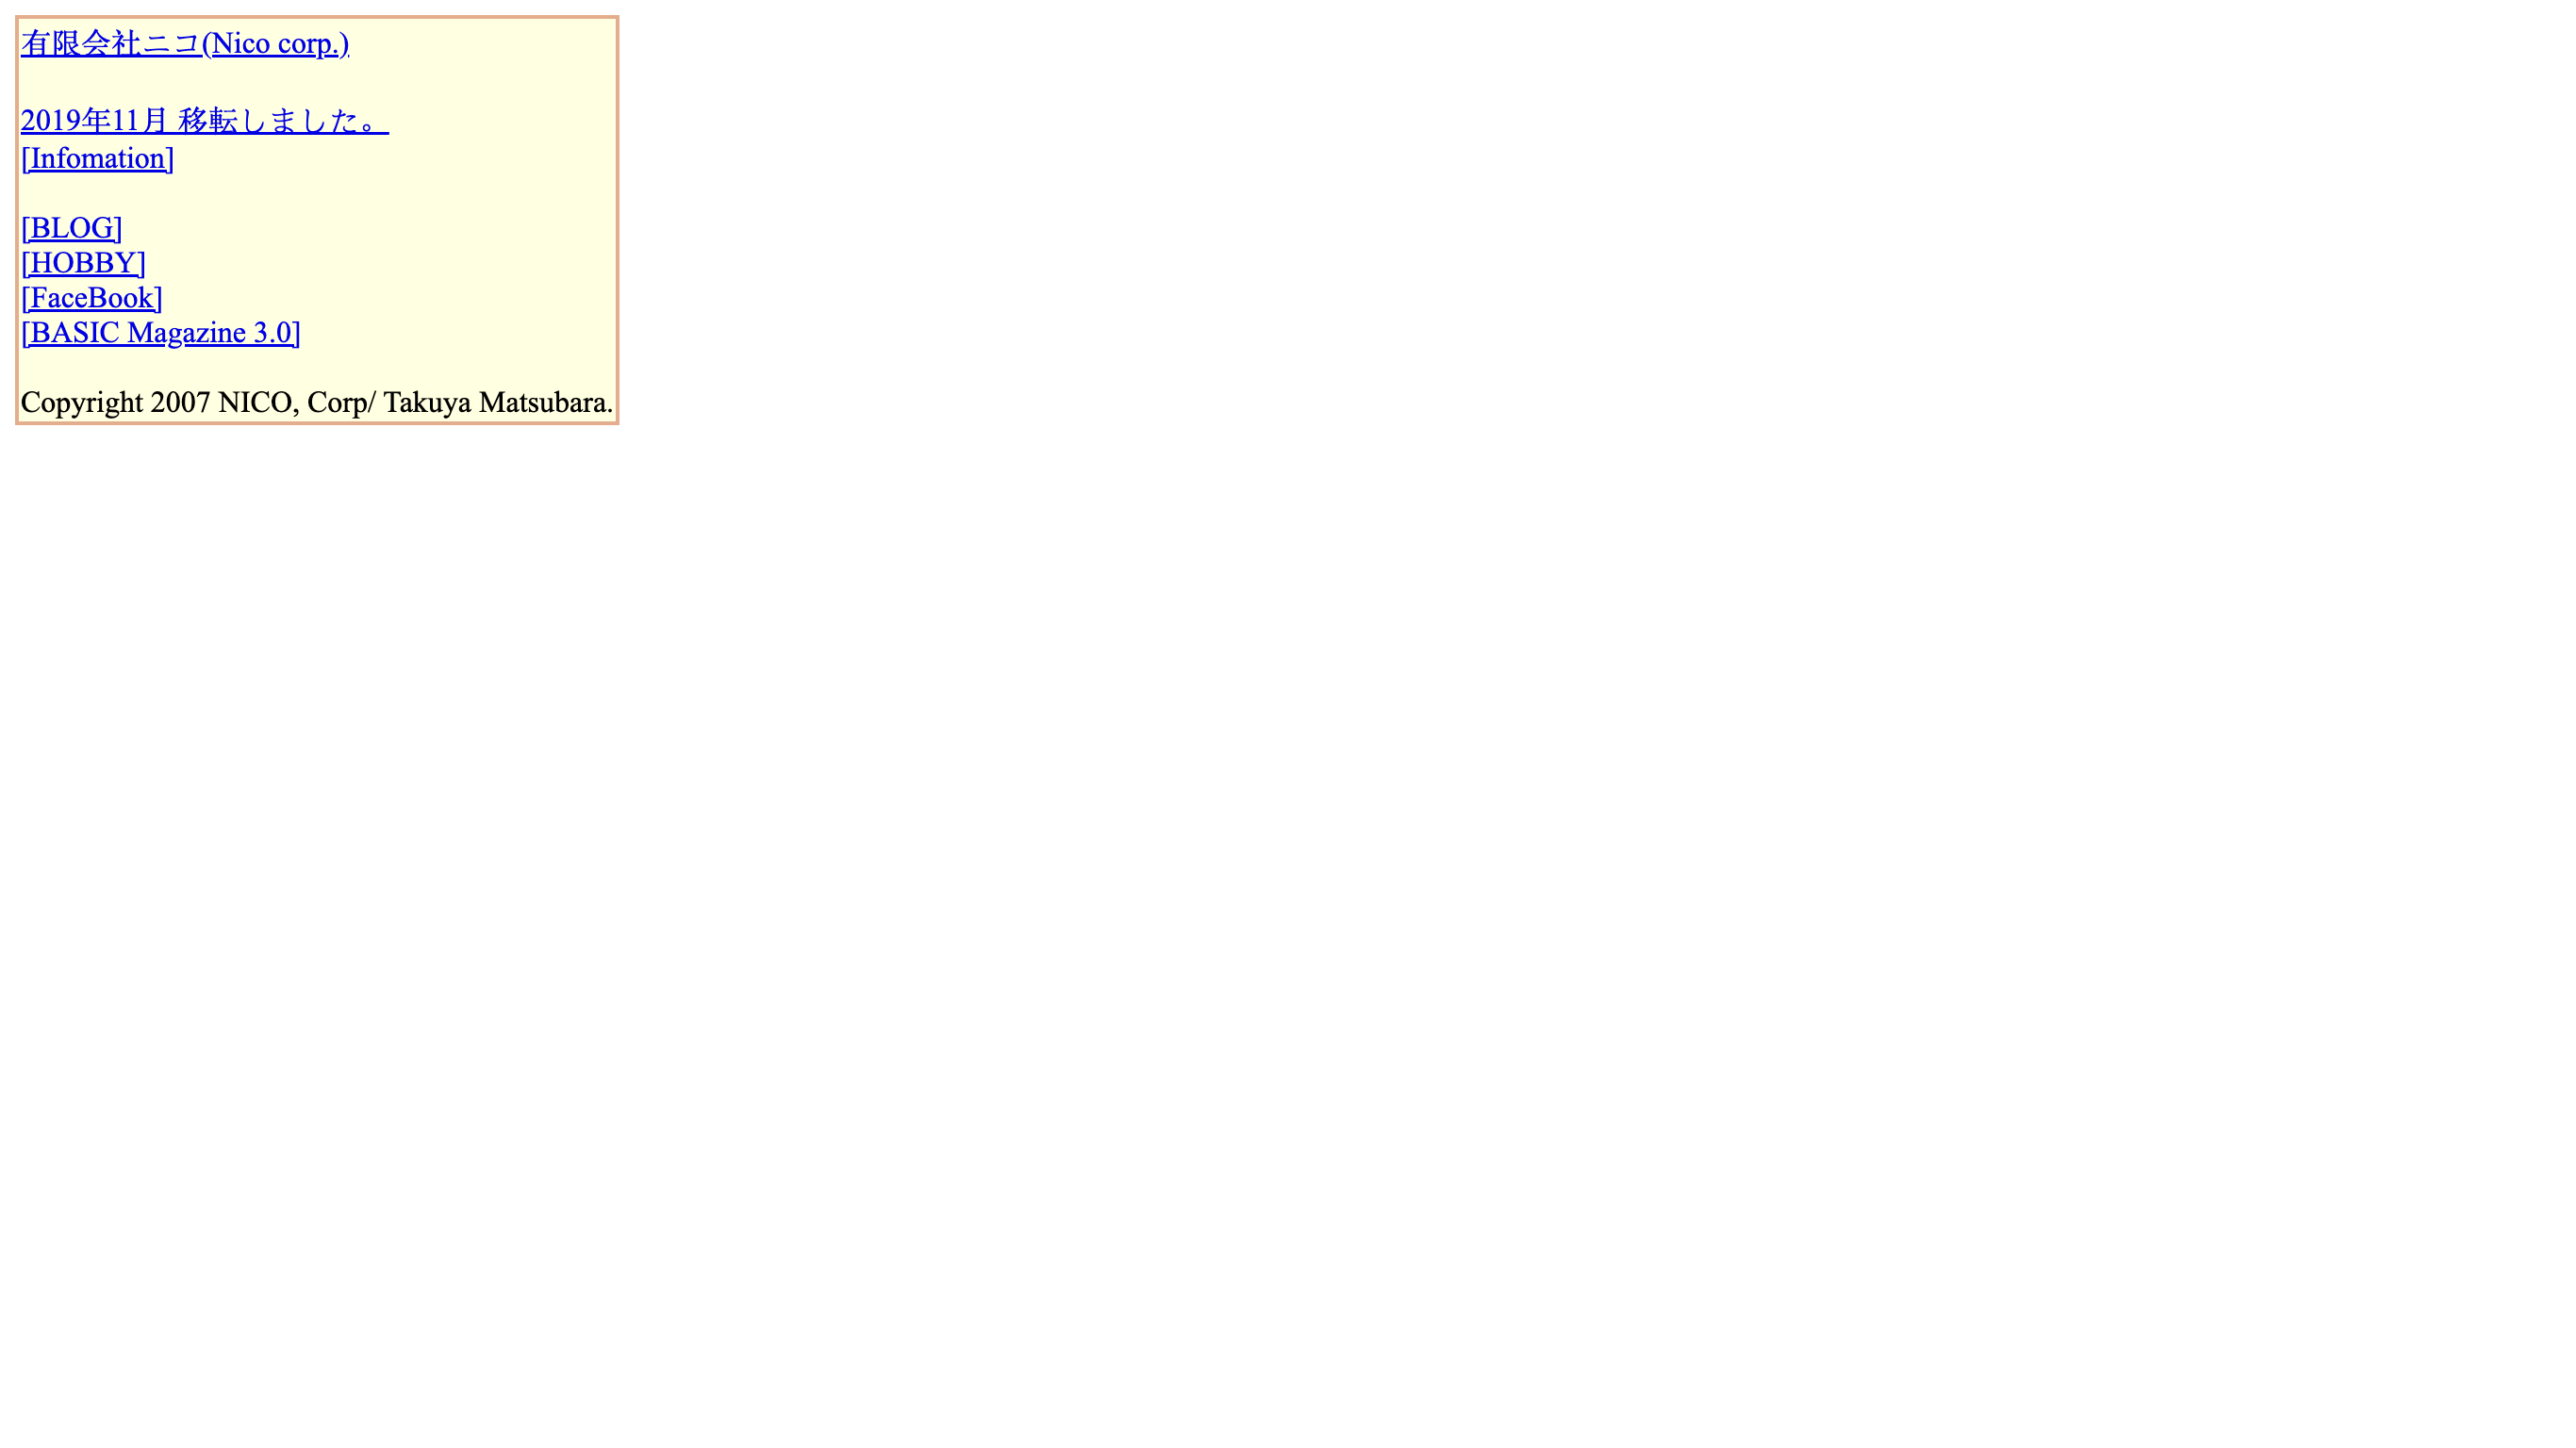 有限会社ニコ(Nico corp.)
2019年11月 移転しました。
[Infomation]
[BLOG]
[HOBBY]
[FaceBook]
[BASIC Magazine 3.0]
Copyright 2007 NICO, Corp/ Takuya Matsubara.